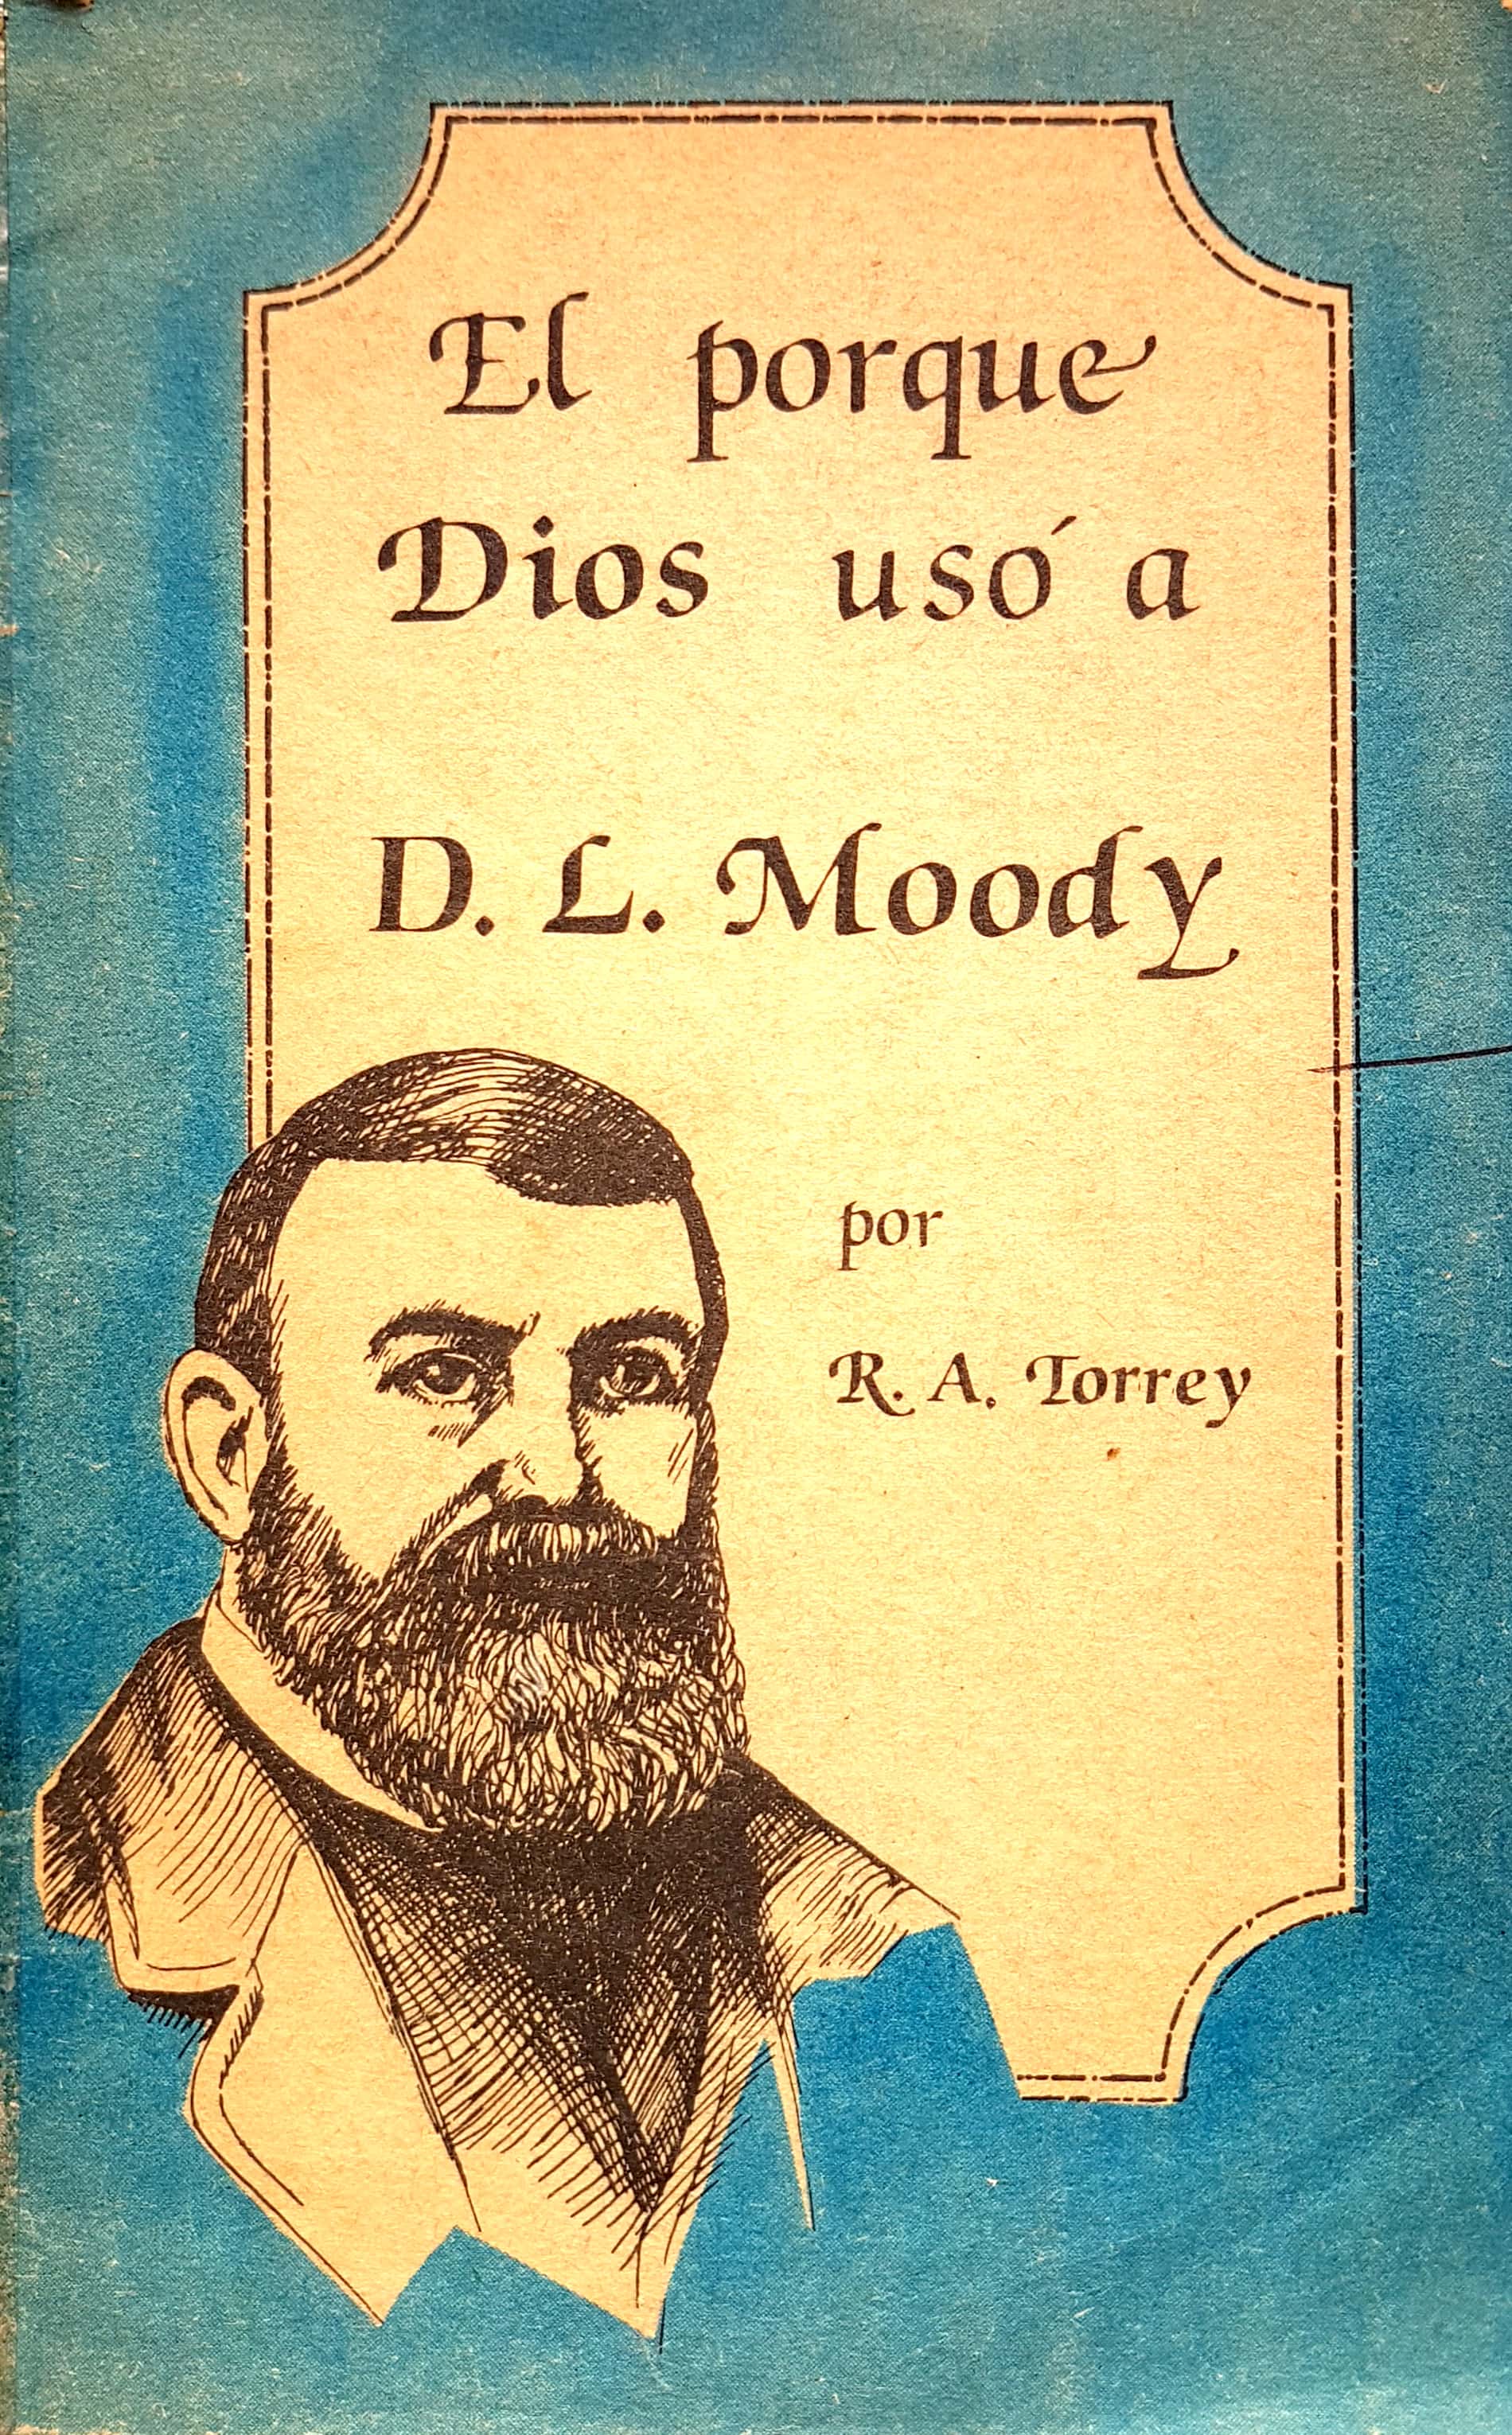 El porque
Dios usó a
D. L. Moody
por
R. A. Torrey